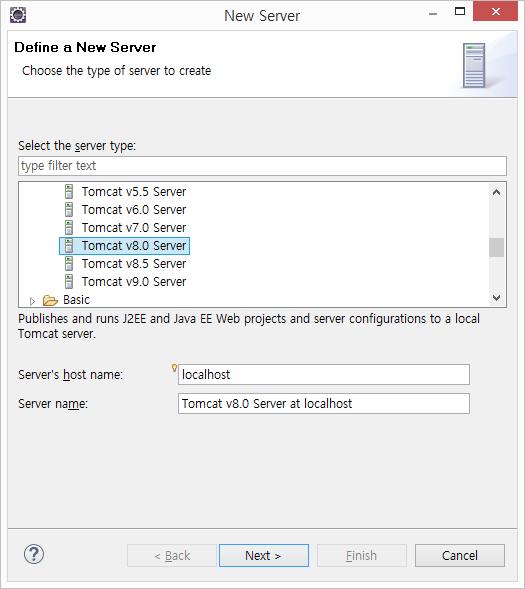 New Server
Define a New Server
Choose the type of server to create
Select the server type:
type filter text
Tomcat v5.5 Server
Tomcat v6.0 Server
Tomcat v7.0 Server
Tomcat v8.0 Server
Tomcat v8.5 Server
Tomcat v9.0 Server
Basic
Publishes and runs J2EE and Java EE Web projects and server configurations to a local
Tomcat server.
Server's host name:
localhost
Server name:
Tomcat v8.0 Server at localhost
?
< Back
Next >
Finish
Cancel